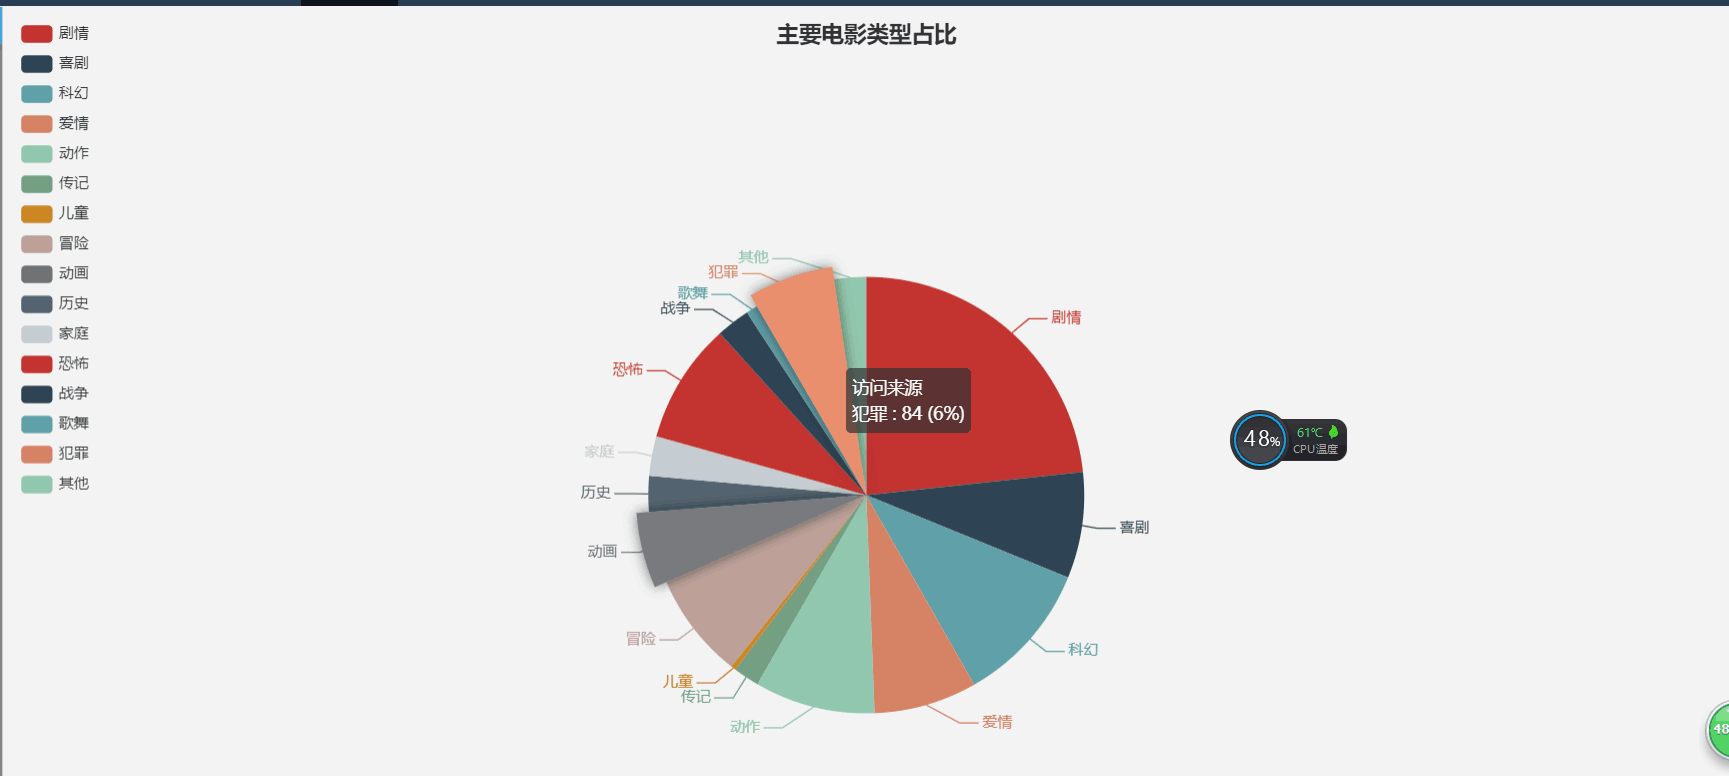 主要电影类型占比
剧情
喜剧
科幻
爱情
动作
传记
儿童
冒险
动画
历史
家庭
恐怖
战争
歌舞
犯罪
其他
其他
犯罪
歌舞
战争
剧情
恐怖
访问来源
犯罪 : 84 (6%)
家庭
历史
喜剧
动画
冒险
科幻
儿童
传记
爱情
动作
48%
61℃
CPU温度
48